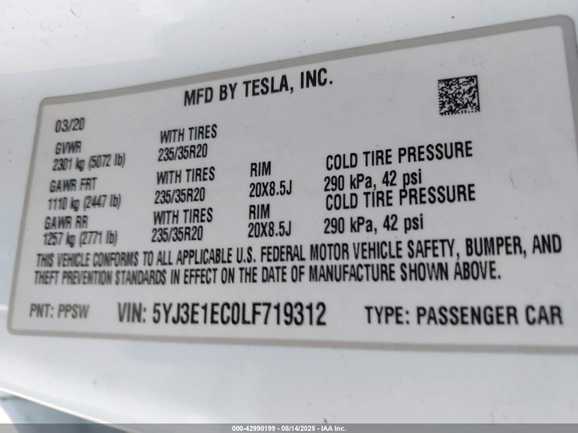 MFD BY TESLA, INC.
03/20
GVWR
2301 kg (5072 lb)
WITH TIRES
235/35R20
GAWR FRT
1110 kg (2447 lb)
WITH TIRES
235/35R20
RIM
20X8.5J
COLD TIRE PRESSURE
290 kPa, 42 psi
GAWR RR
1257 kg (2771 lb)
WITH TIRES
235/35R20
RIM
20X8.5J
COLD TIRE PRESSURE
290 kPa, 42 psi
THIS VEHICLE CONFORMS TO ALL APPLICABLE U.S. FEDERAL MOTOR VEHICLE SAFETY, BUMPER, AND
THEFT PREVENTION STANDARDS IN EFFECT ON THE DATE OF MANUFACTURE SHOWN ABOVE.
PNT: PPSW VIN: 5YJ3E1EC0LF719312 TYPE: PASSENGER CAR
000-42990199 - 08/14/2025 - IAA Inc.